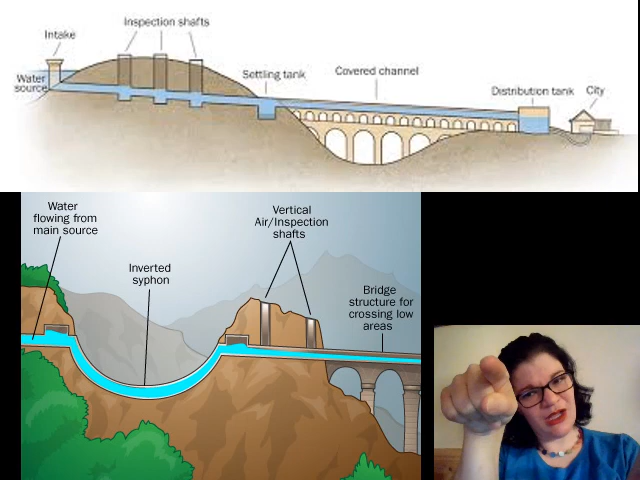 Inspection shafts
Intake
Water
source
Settling tank
Covered channel
Distribution tank
City
Water
flowing from
main source
Vertical
Air/Inspection
shafts
Inverted
syphon
Bridge
structure for
crossing low
areas